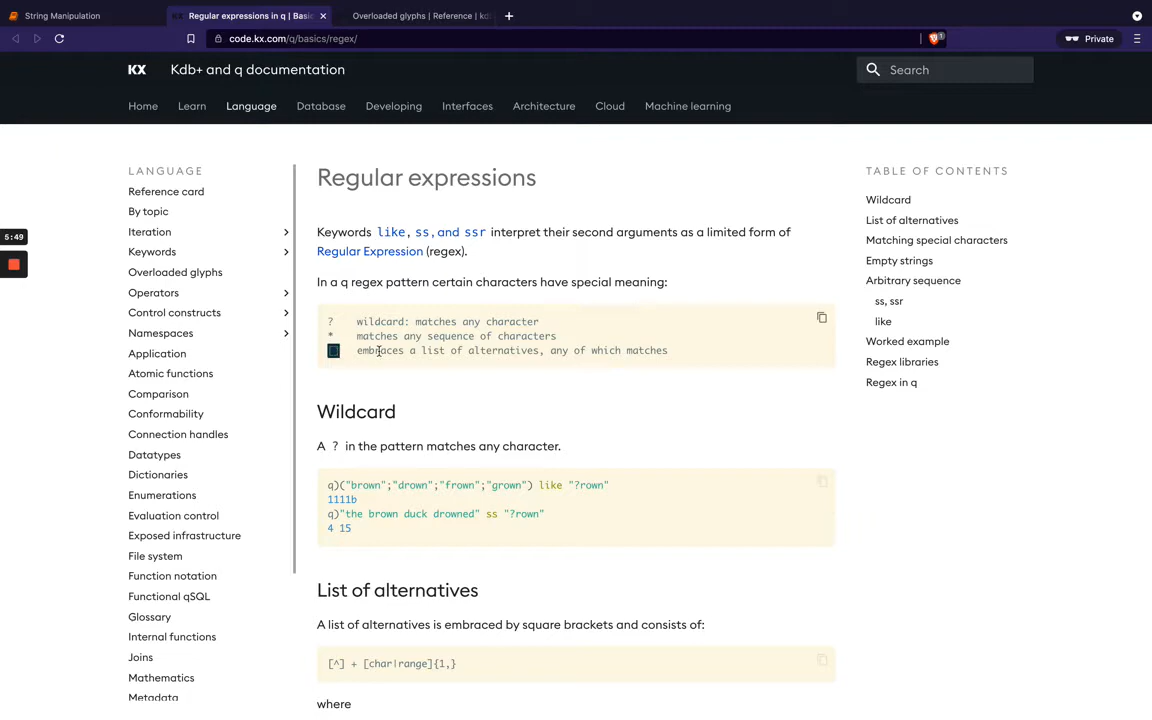 String Manipulation
Regular expressions in q | Basic
Overloaded glyphs | Reference | kd
code.kx.com/q/basics/regex/
1
Private
KX
Kdb+ and q documentation
Search
Home
Learn
Language
Database
Developing
Interfaces
Architecture
Cloud
Machine learning
LANGUAGE
Reference card
By topic
Iteration
Keywords
Overloaded glyphs
Operators
Control constructs
Namespaces
Application
Atomic functions
Comparison
Conformability
Connection handles
Datatypes
Dictionaries
Enumerations
Evaluation control
Exposed infrastructure
File system
Function notation
Functional qSQL
Glossary
Internal functions
Joins
Mathematics
Metadata
5:49
Regular expressions
Keywords like, ss, and ssr interpret their second arguments as a limited form of
Regular Expression (regex).
In a q regex pattern certain characters have special meaning:
? wildcard: matches any character
* matches any sequence of characters
embraces a list of alternatives, any of which matches
Wildcard
A ? in the pattern matches any character.
q)("brown";"drown";"frown";"grown") like "?rown"
1111b
q)"the brown duck drowned" ss "?rown"
4 15
List of alternatives
A list of alternatives is embraced by square brackets and consists of:
[^] + [char|range]{1,}
where
TABLE OF CONTENTS
Wildcard
List of alternatives
Matching special characters
Empty strings
Arbitrary sequence
ss, ssr
like
Worked example
Regex libraries
Regex in q